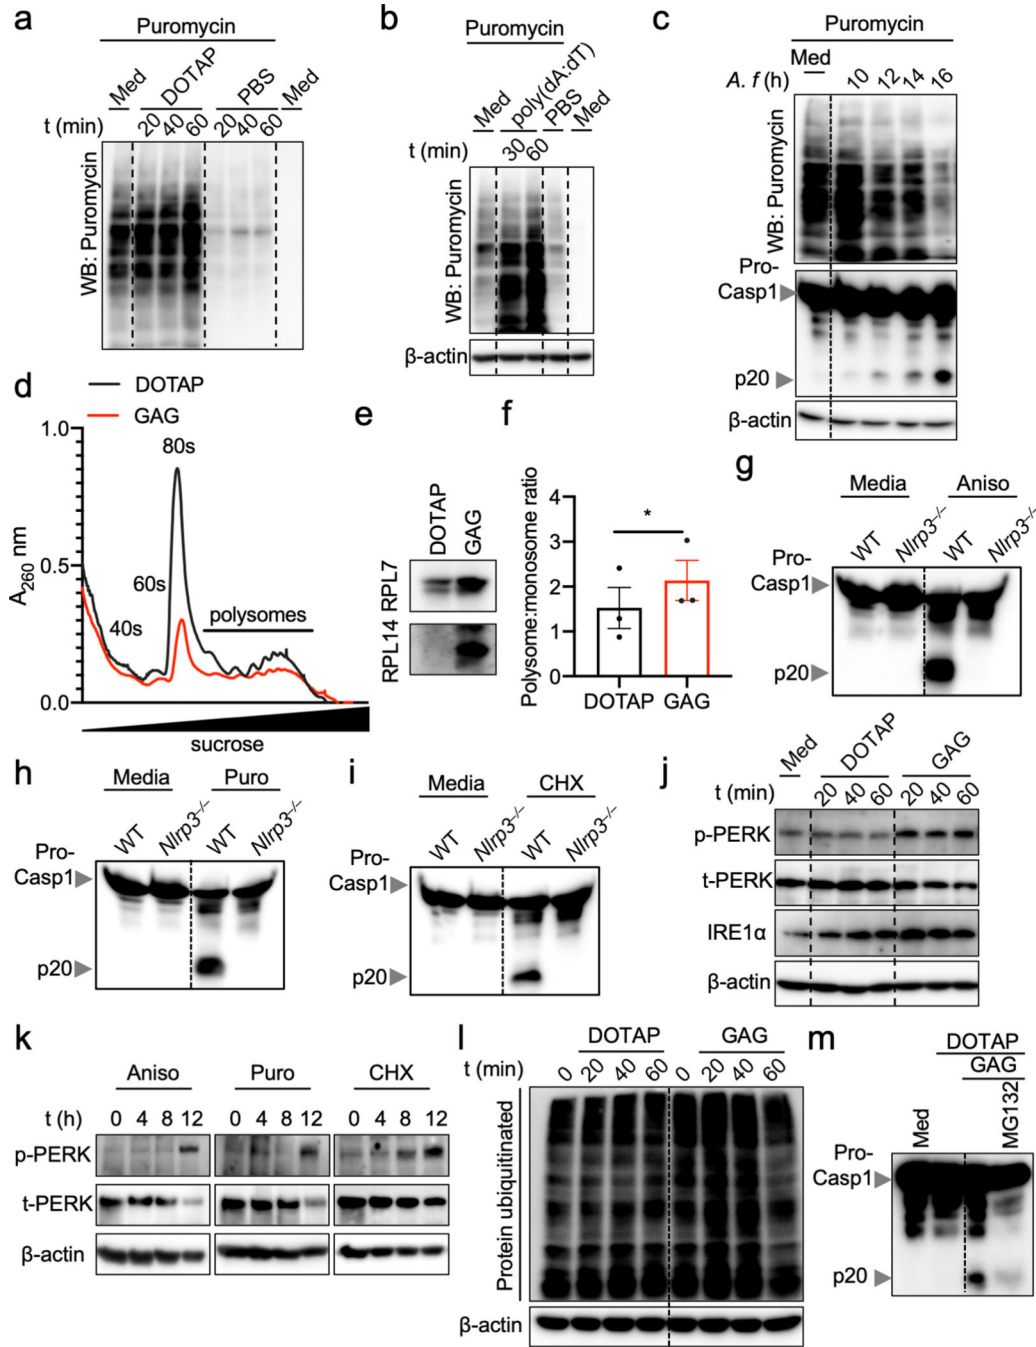 a
Puromycin
Med
DOTAP
PBS
Med
t (min)
20
40
60
20
40
60
WB: Puromycin
b
Puromycin
Med
poly(dA:dT)
PBS
Med
t (min)
30
60
WB: Puromycin
β-actin
c
Puromycin
Med
A. f (h)
10
12
14
16
WB: Puromycin
Pro-
Casp1
p20
β-actin
d
DOTAP
GAG
1.0
0.5
0.0
A260 nm
40s
60s
80s
polysomes
sucrose
e
DOTAP
GAG
RPL7
RPL14
f
Polysome:monosome ratio
4
3
2
1
0
*
DOTAP
GAG
g
Media
Aniso
WT
Nlrp3–/–
WT
Nlrp3–/–
Pro-
Casp1
p20
h
Media
Puro
WT
Nlrp3–/–
WT
Nlrp3–/–
Pro-
Casp1
p20
i
Media
CHX
WT
Nlrp3–/–
WT
Nlrp3–/–
Pro-
Casp1
p20
j
Med
DOTAP
GAG
t (min)
20
40
60
20
40
60
p-PERK
t-PERK
IRE1α
β-actin
k
Aniso
Puro
CHX
t (h)
0 4 8 12 0 4 8 12 0 4 8 12
p-PERK
t-PERK
β-actin
l
DOTAP
GAG
t (min)
0
20
40
60
0
20
40
60
Protein ubiquitinated
β-actin
m
DOTAP
GAG
Med
MG132
Pro-
Casp1
p20